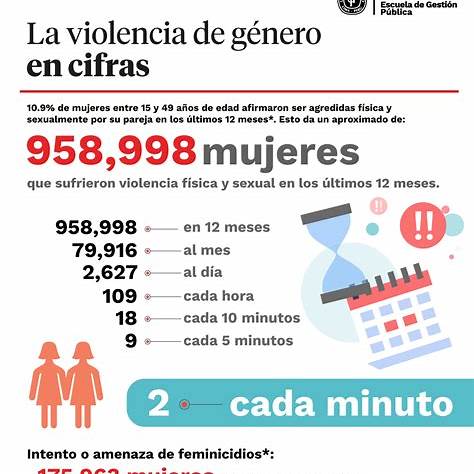 Escuela de Gestión
Pública
La violencia de género
en cifras
10.9% de mujeres entre 15 y 49 años de edad afirmaron ser agredidas física y
sexualmente por su pareja en los últimos 12 meses*. Esto da un aproximado de:
958,998 mujeres
que sufrieron violencia física y sexual en los últimos 12 meses.
958,998 en 12 meses
79,916 al mes
2,627 al día
109 cada hora
18 cada 10 minutos
9 cada 5 minutos
!!
!!
2 cada minuto
Intento o amenaza de feminicidios*:
mujeres